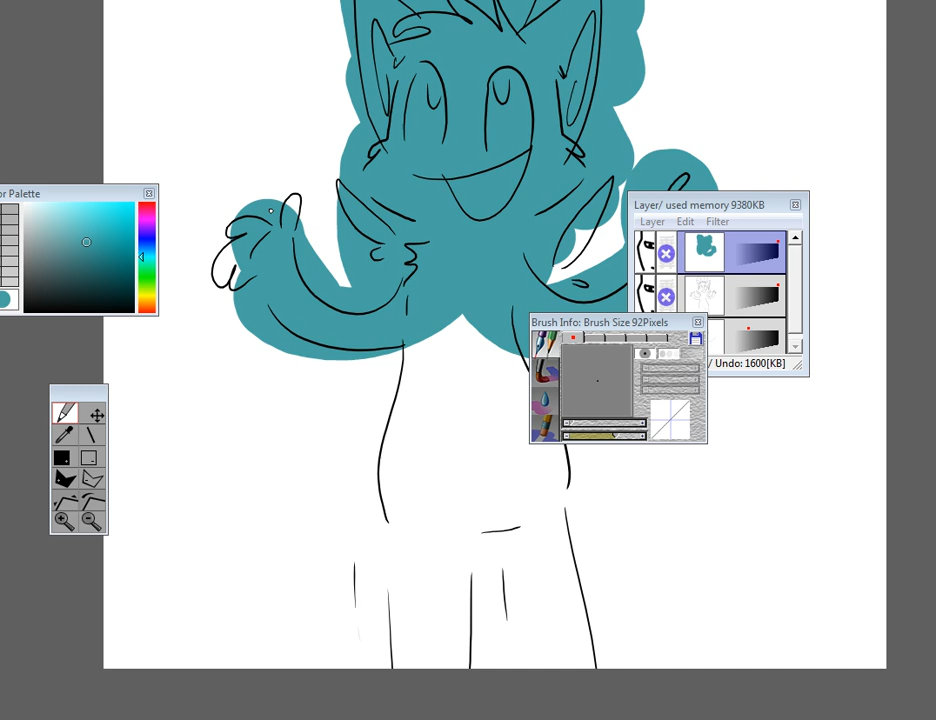 or Palette
Layer/ used memory 9380KB
Layer Edit Filter
Brush Info: Brush Size 92Pixels
/ Undo: 1600[KB]